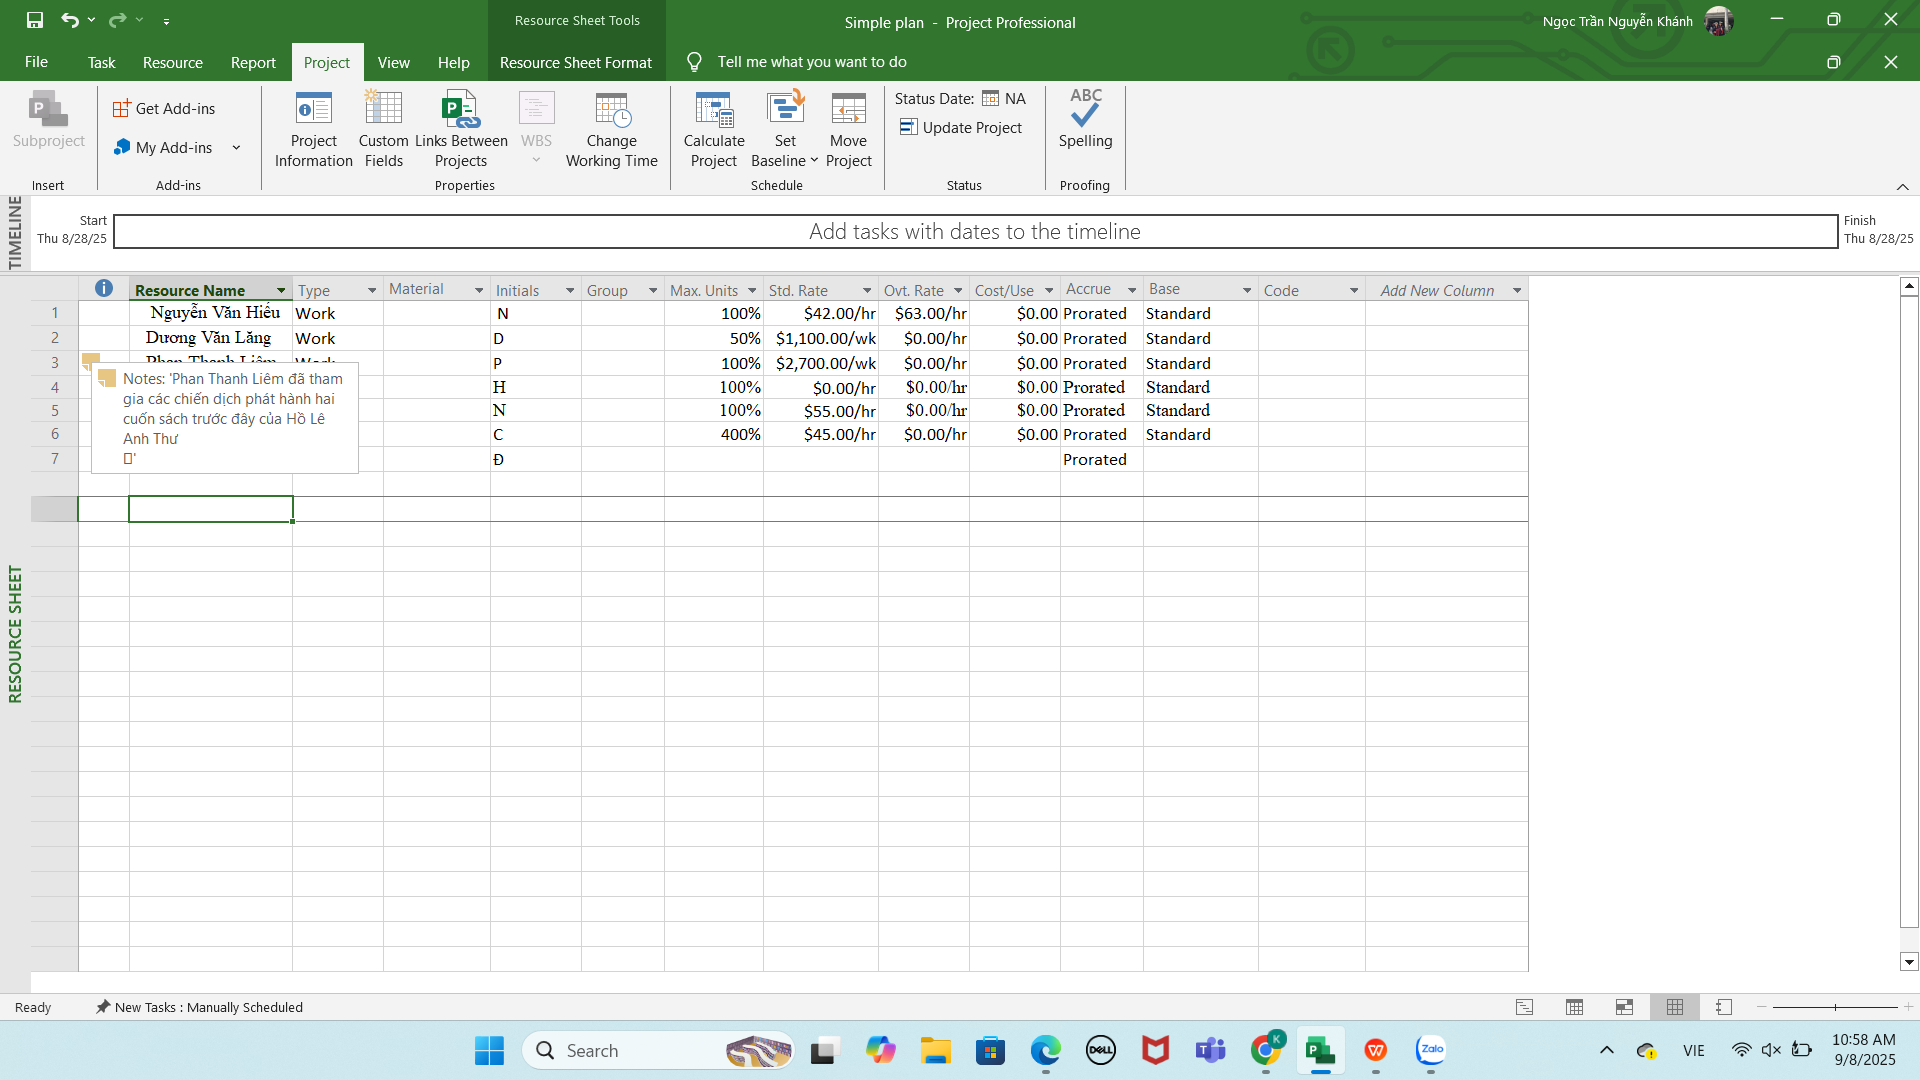 Resource Sheet Tools
Simple plan - Project Professional
Ngọc Trần Nguyễn Khánh
File Task Resource Report Project View Help Resource Sheet Format Tell me what you want to do
Subproject
Insert
Get Add-ins
My Add-ins
Add-ins
Project Information
Custom Fields
Links Between Projects
WBS
Change Working Time
Properties
Calculate Project
Set Baseline
Move Project
Schedule
Status Date: NA
Update Project
Status
ABC
Spelling
Proofing
TIMELINE
Start
Thu 8/28/25
Add tasks with dates to the timeline
Finish
Thu 8/28/25
RESOURCE SHEET
Resource Name Type Material Initials Group Max. Units Std. Rate Ovt. Rate Cost/Use Accrue Base Code Add New Column
1 Nguyễn Văn Hiếu Work N 100% $42.00/hr $63.00/hr $0.00 Prorated Standard
2 Dương Văn Lăng Work D 50% $1,100.00/wk $0.00/hr $0.00 Prorated Standard
3 Phan Thanh Liêm Work P 100% $2,700.00/wk $0.00/hr $0.00 Prorated Standard
4 H 100% $0.00/hr $0.00/hr $0.00 Prorated Standard
5 N 100% $55.00/hr $0.00/hr $0.00 Prorated Standard
6 C 400% $45.00/hr $0.00/hr $0.00 Prorated Standard
7 Đ Prorated
Notes: 'Phan Thanh Liêm đã tham
gia các chiến dịch phát hành hai
cuốn sách trước đây của Hồ Lê
Anh Thư
'
Ready New Tasks : Manually Scheduled
Search
DELL
Zalo
K
VIE
10:58 AM
9/8/2025